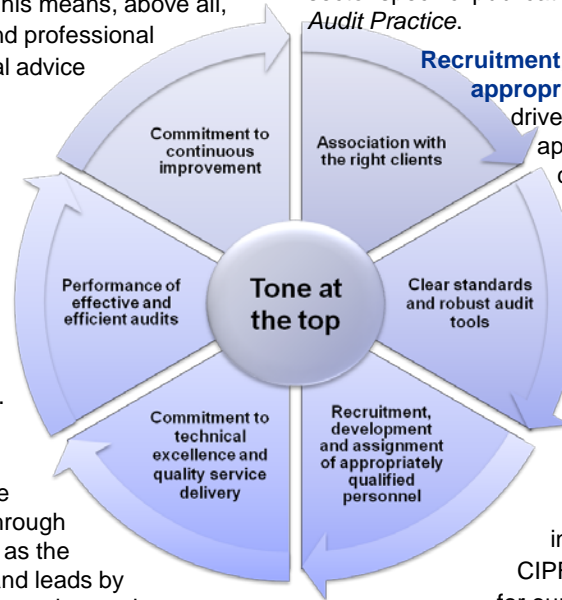 his means, above all,
nd professional
al advice
Audit Practice.
Recruitment
appropr
drive
ap
Commitment to
continuous
improvement
Association with
the right clients
Clear standards
and robust audit
tools
Recruitment,
development
and assignment
of appropriately
qualified
personnel
Commitment to
technical
excellence and
quality service
delivery
Performance of
effective and
efficient audits
Tone at
the top
hrough
as the
nd leads by
in
CIPF